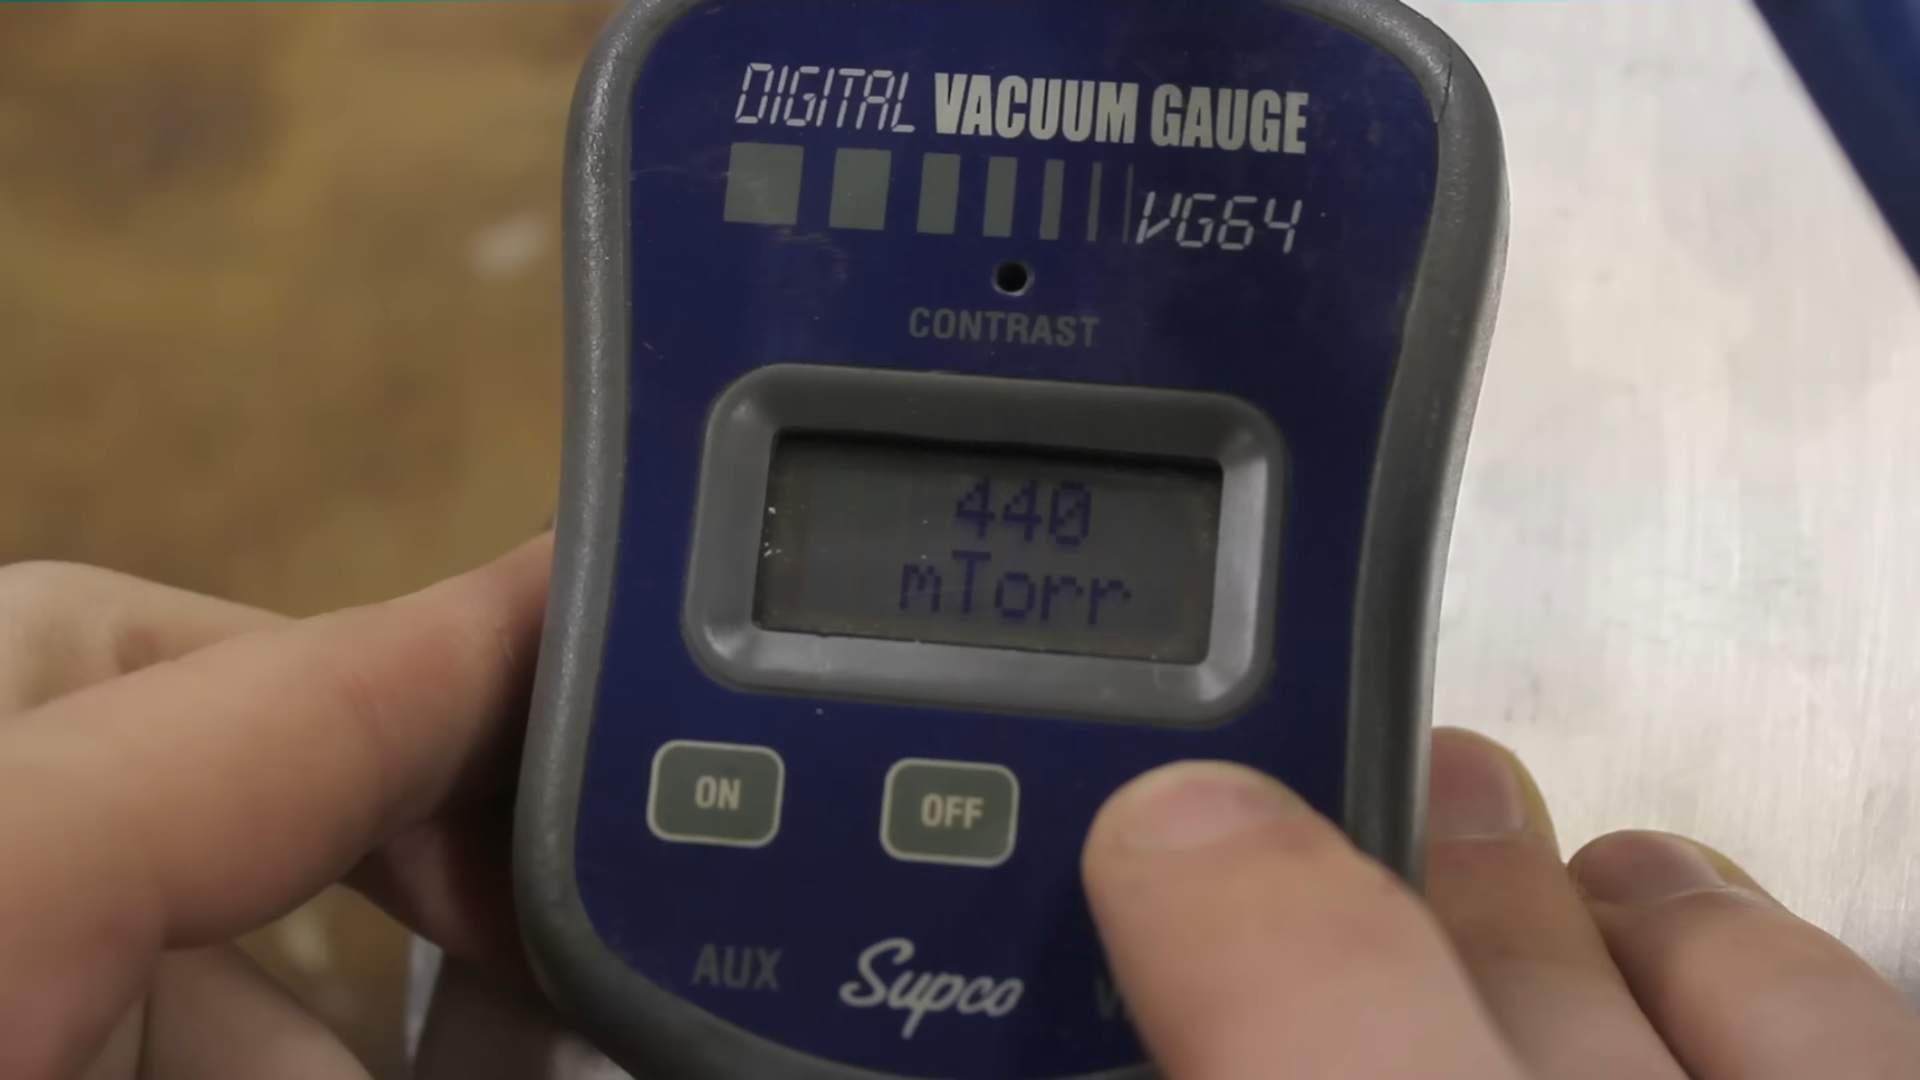 DIGITAL VACUUM GAUGE
VG64
CONTRAST
440
mTorr
ON
OFF
AUX
Supco